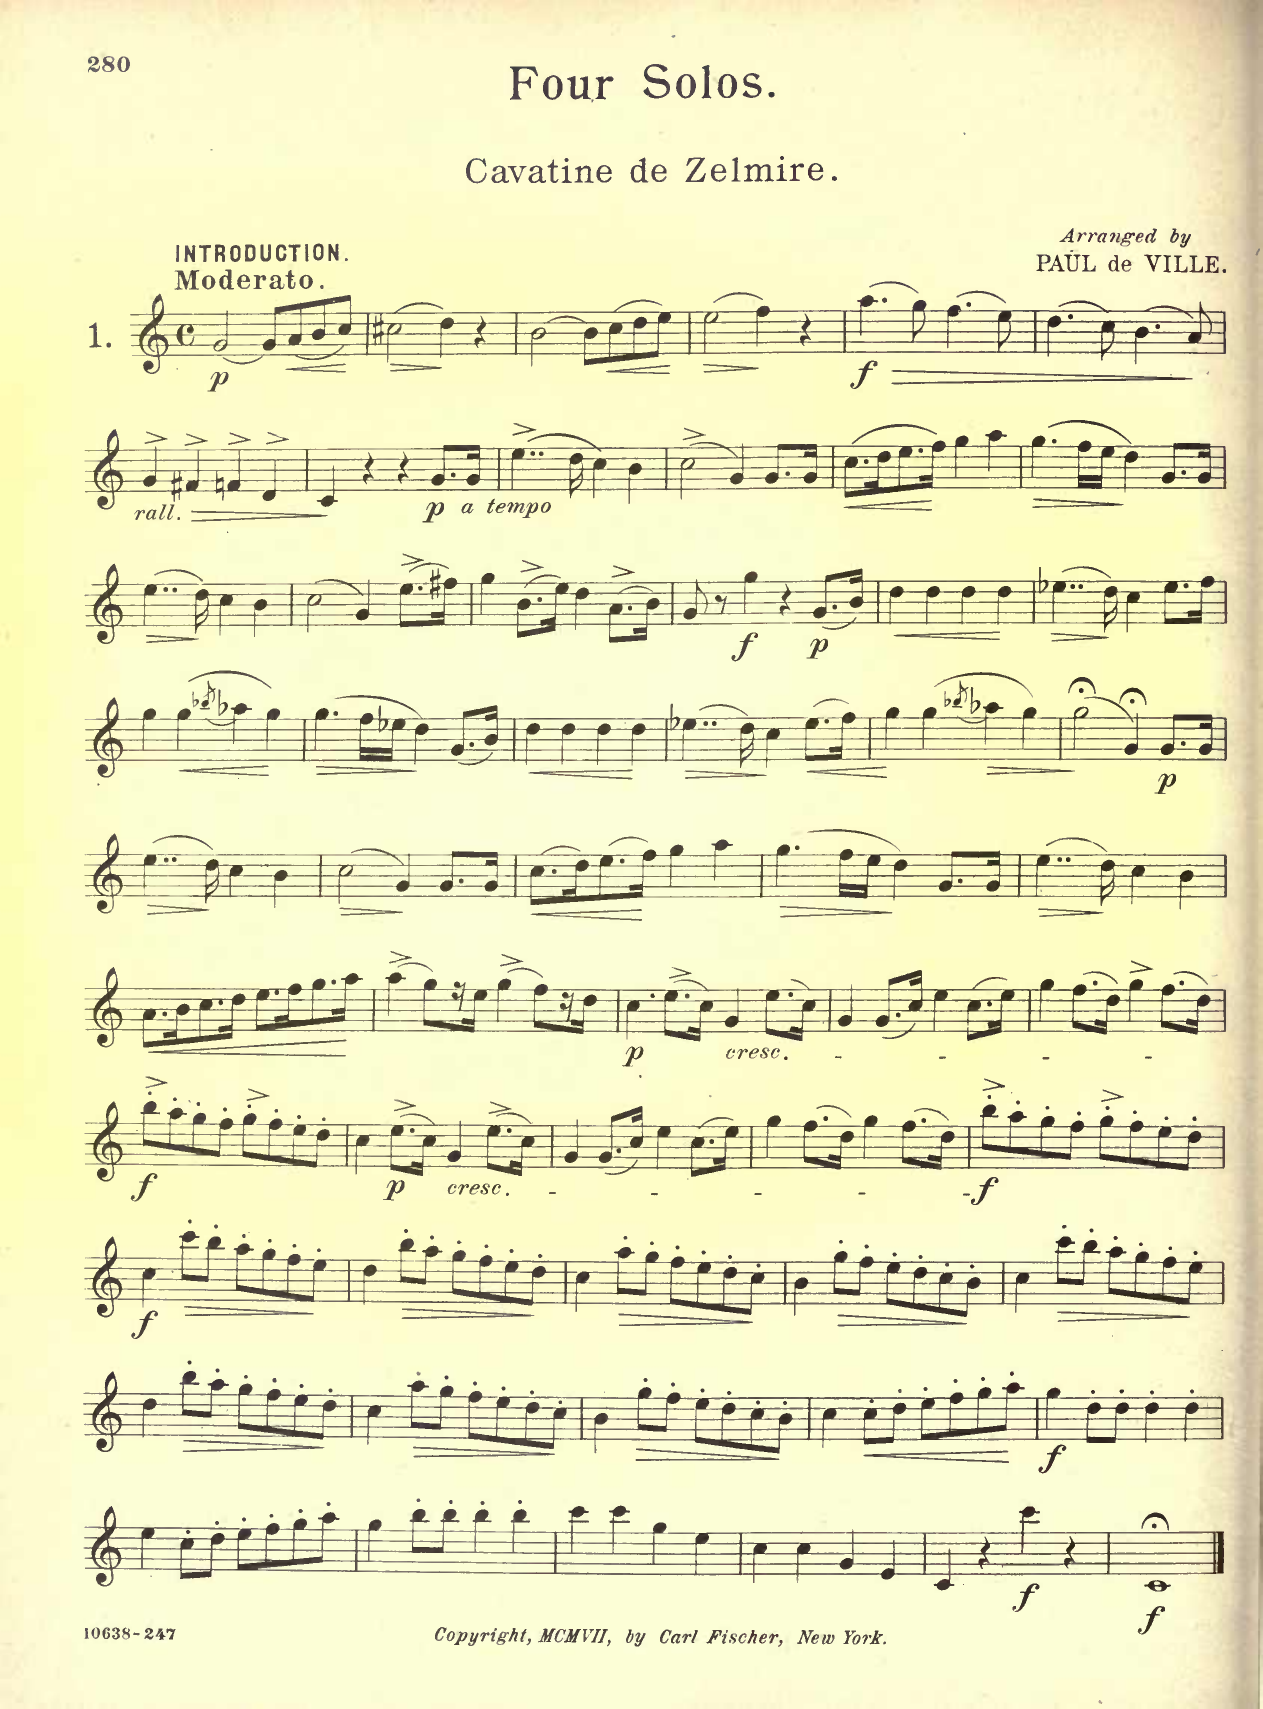 280
Four Solos.
Cavatine de Zelmire.
Arranged by
INTRODUCTION.
PAUL de VILLE.
Moderato.
1.
p
f
rall.
p a tempo
f p
p
p cresc. - - - -
f p cresc. - - - - - f
f
f
f
f
10638-247
Copyright, MCMVII, by Carl Fischer, New York.